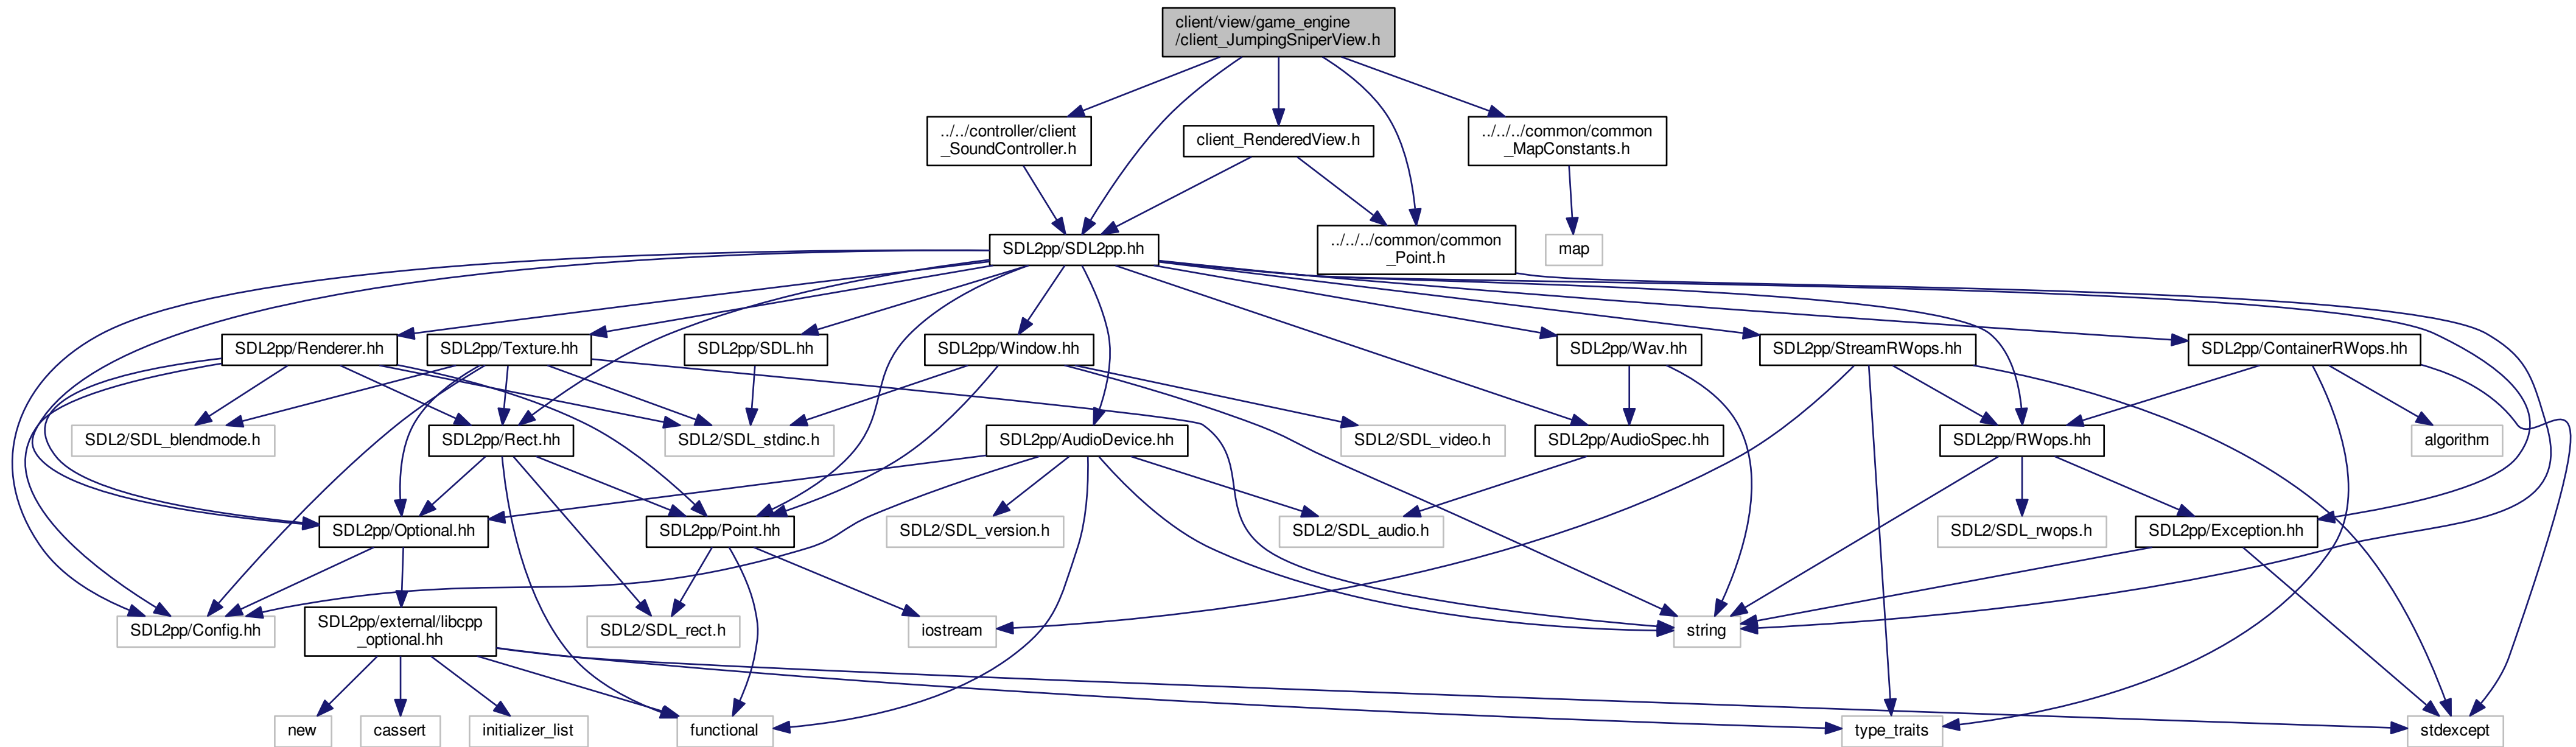 client/view/game_engine
/client_JumpingSniperView.h
../../controller/client
_SoundController.h
client_RenderedView.h
../../../common/common
_MapConstants.h
SDL2pp/SDL2pp.hh
../../../common/common
_Point.h
map
SDL2pp/Renderer.hh
SDL2pp/Texture.hh
SDL2pp/SDL.hh
SDL2pp/Window.hh
SDL2pp/Wav.hh
SDL2pp/StreamRWops.hh
SDL2pp/ContainerRWops.hh
SDL2/SDL_blendmode.h
SDL2pp/Rect.hh
SDL2/SDL_stdinc.h
SDL2pp/AudioDevice.hh
SDL2/SDL_video.h
SDL2pp/AudioSpec.hh
SDL2pp/RWops.hh
algorithm
SDL2pp/Optional.hh
SDL2pp/Point.hh
SDL2/SDL_version.h
SDL2/SDL_audio.h
SDL2/SDL_rwops.h
SDL2pp/Exception.hh
SDL2pp/Config.hh
SDL2pp/external/libcpp
_optional.hh
SDL2/SDL_rect.h
iostream
string
new
cassert
initializer_list
functional
type_traits
stdexcept